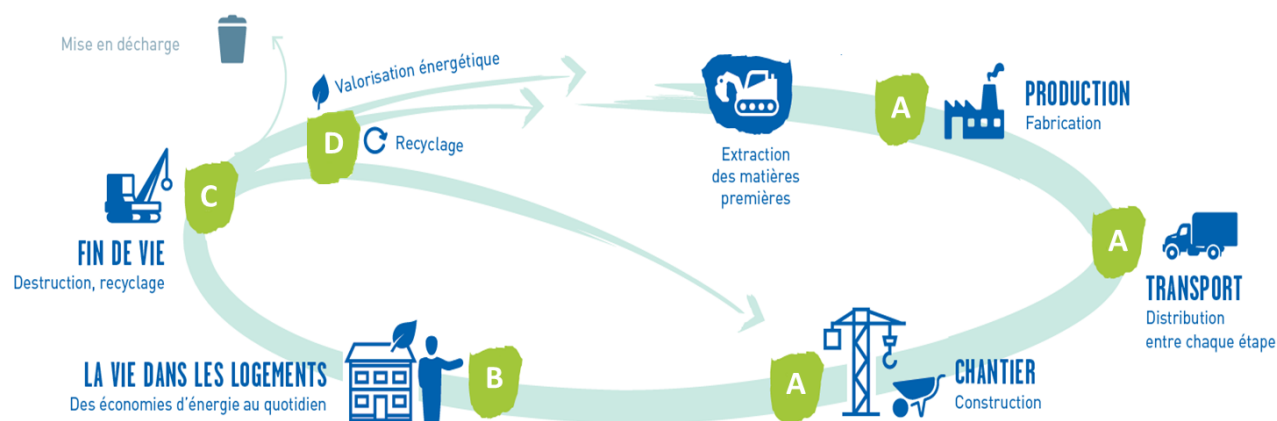 Mise en décharge
Valorisation énergétique
D
Recyclage
Extraction
des matières
premières
A
PRODUCTION
Fabrication
A
TRANSPORT
Distribution
entre chaque étape
C
FIN DE VIE
Destruction, recyclage
LA VIE DANS LES LOGEMENTS
Des économies d'énergie au quotidien
B
A
CHANTIER
Construction